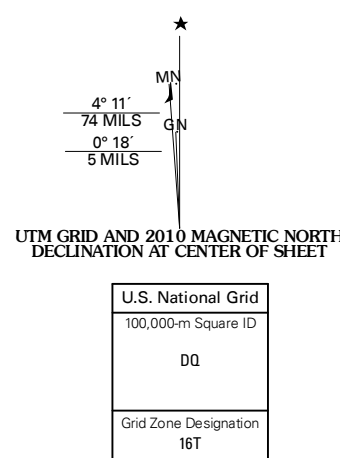 ★
MN
4° 11´
74 MILS
GN
0° 18´
5 MILS
UTM GRID AND 2010 MAGNETIC NORTH
DECLINATION AT CENTER OF SHEET
U.S. National Grid
100,000-m Square ID
DQ
Grid Zone Designation
16T